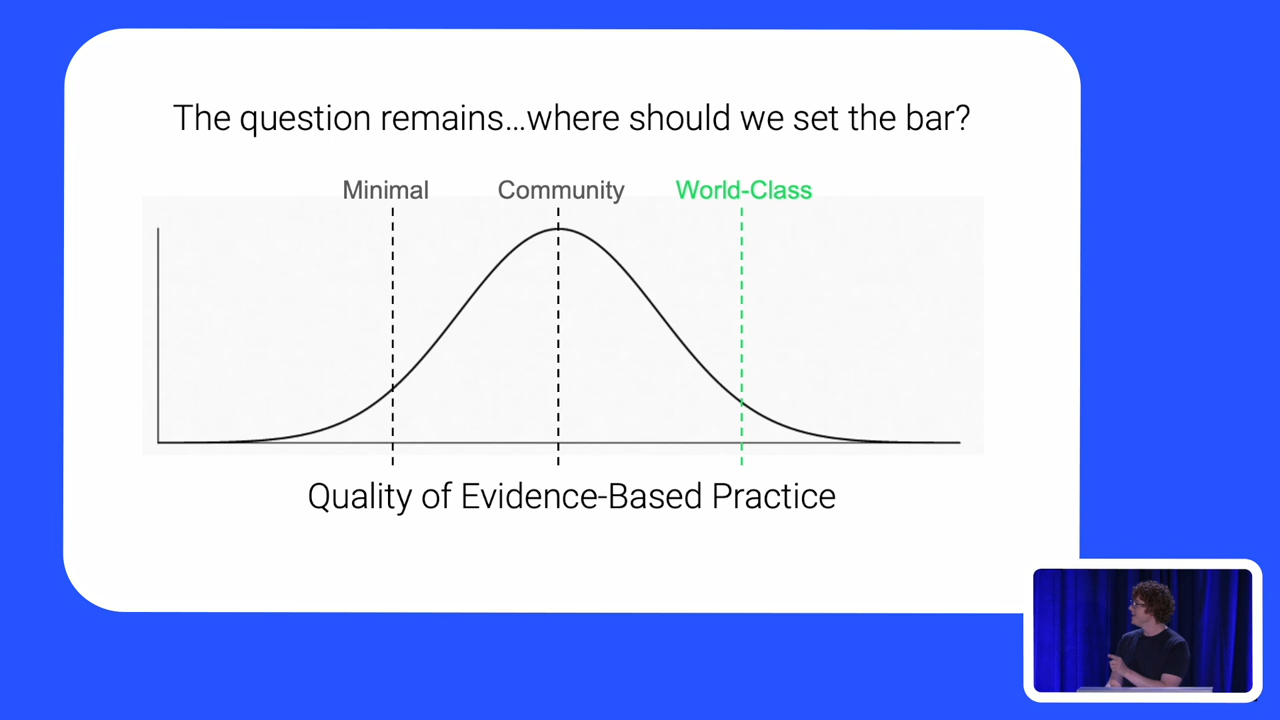 The question remains...where should we set the bar?
Minimal Community World-Class
Quality of Evidence-Based Practice